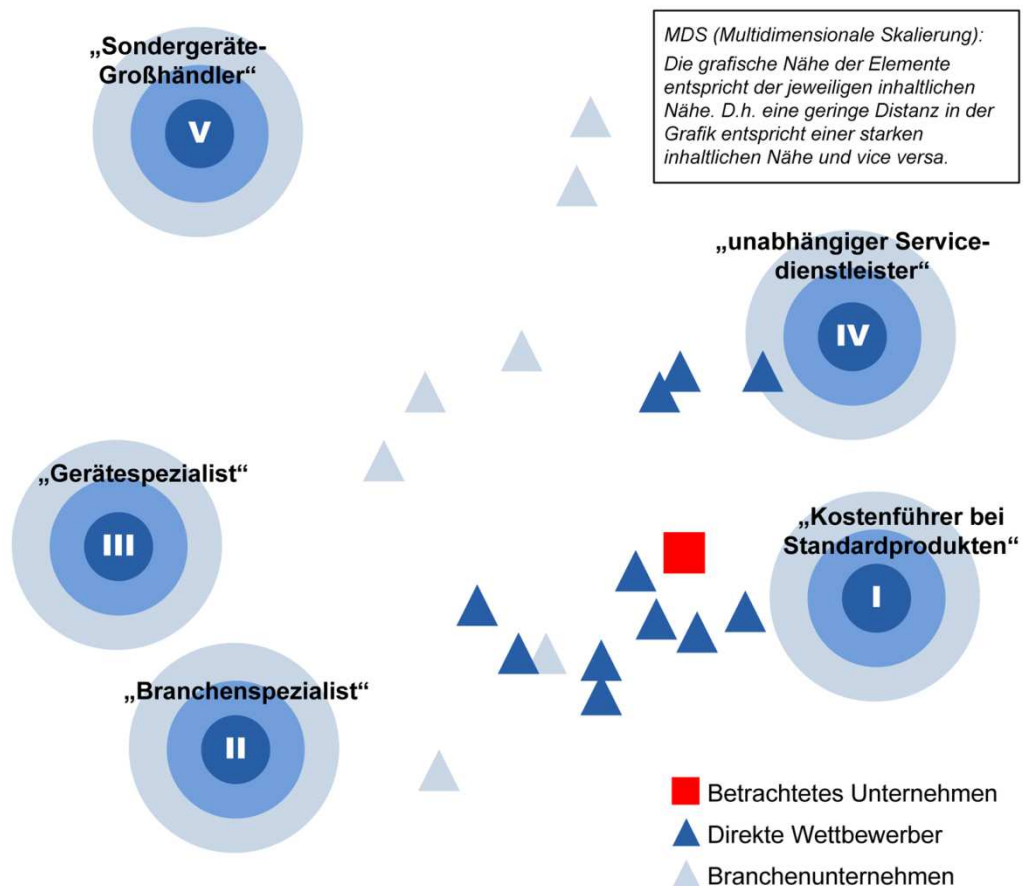 „Sondergeräte-
Großhändler“
V
MDS (Multidimensionale Skalierung):
Die grafische Nähe der Elemente
entspricht der jeweiligen inhaltlichen
Nähe. D.h. eine geringe Distanz in der
Grafik entspricht einer starken
inhaltlichen Nähe und vice versa.
„unabhängiger Service-
dienstleister“
IV
„Gerätespezialist“
III
„Kostenführer bei
Standardprodukten“
I
„Branchenspezialist“
II
Betrachtetes Unternehmen
Direkte Wettbewerber
Branchenunternehmen